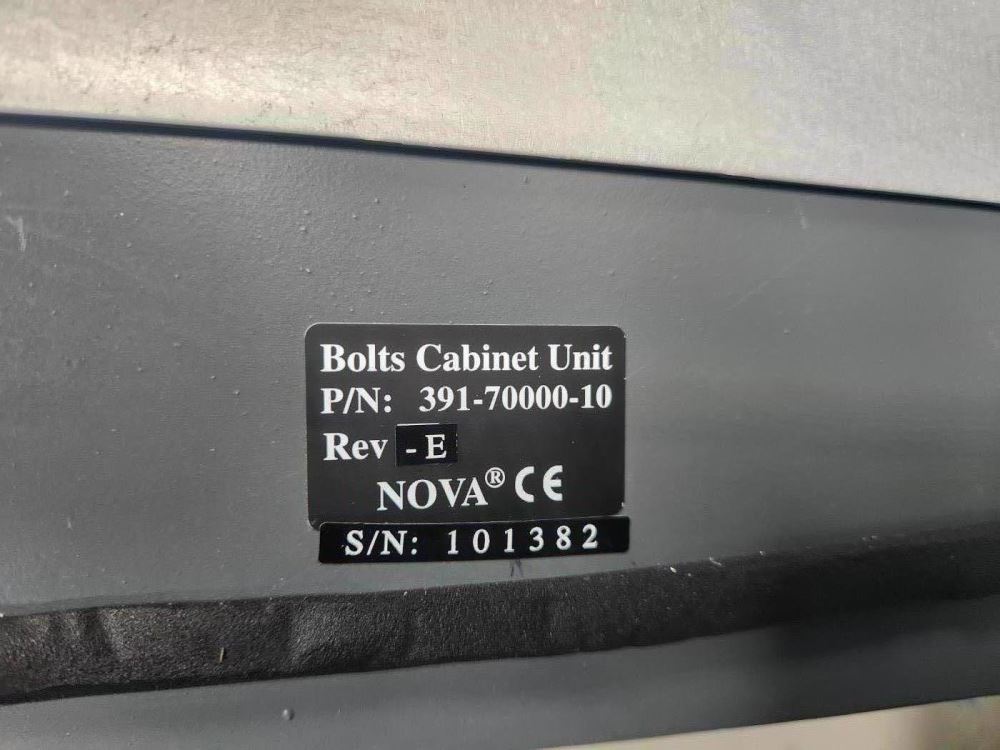 Bolts Cabinet Unit
P/N: 391-70000-10
Rev -E
NOVA® CE
S/N: 101382